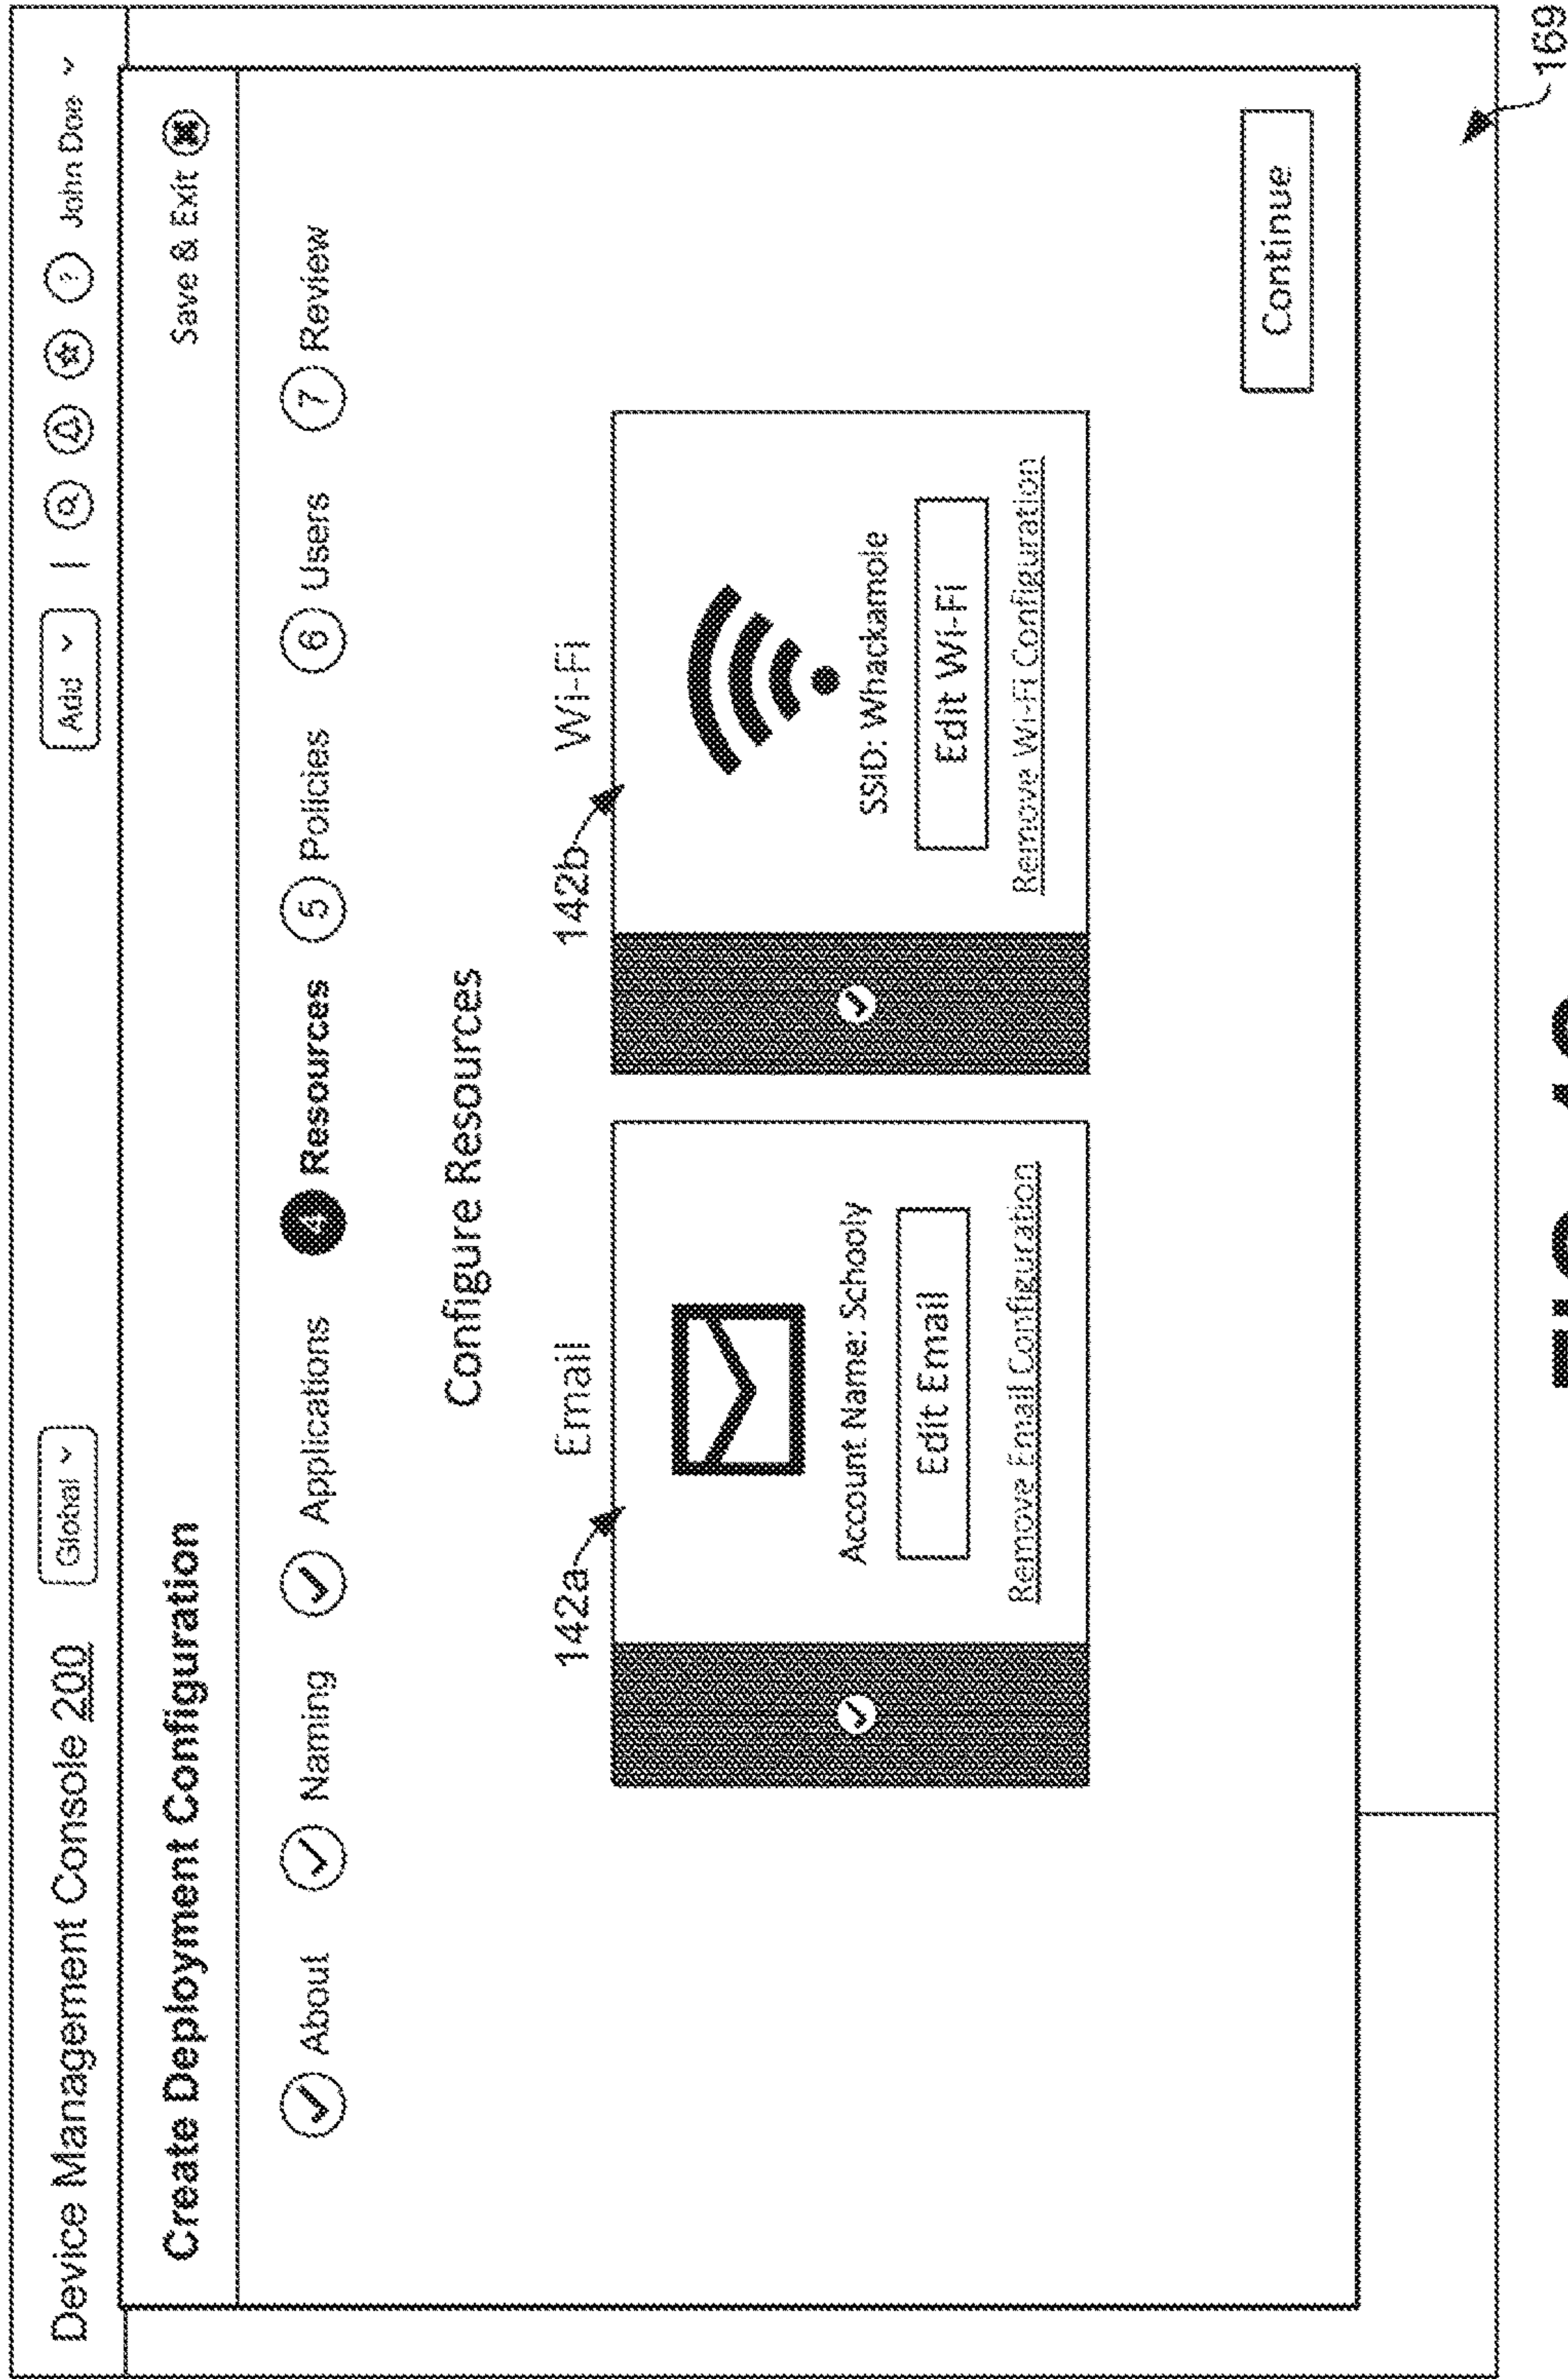 Device Management Console 200 Global Add | John Doe
Create Deployment Configuration Save & Exit
About Naming Applications 4 Resources 5 Policies 6 Users 7 Review
Configure Resources
142a Email 142b Wi-Fi
Account Name: Schooly SSID: Whackamole
Edit Email Edit Wi-Fi
Remove Email Configuration Remove Wi-Fi Configuration
Continue
169